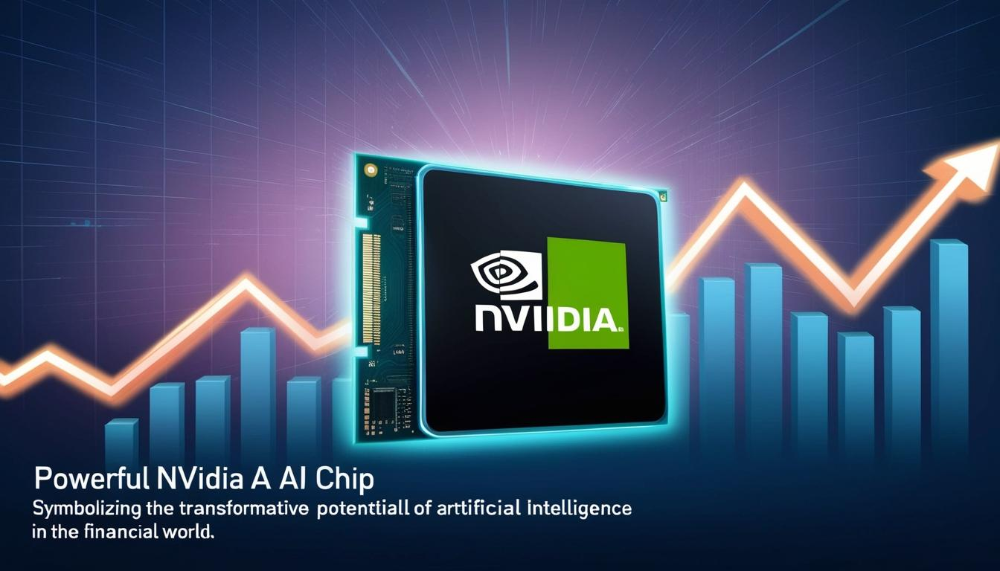 NVIIDIA
Powerful NVidia A AI Chip
Symbolizing the transformative potentiall of artificial intelligence
in the financial world.